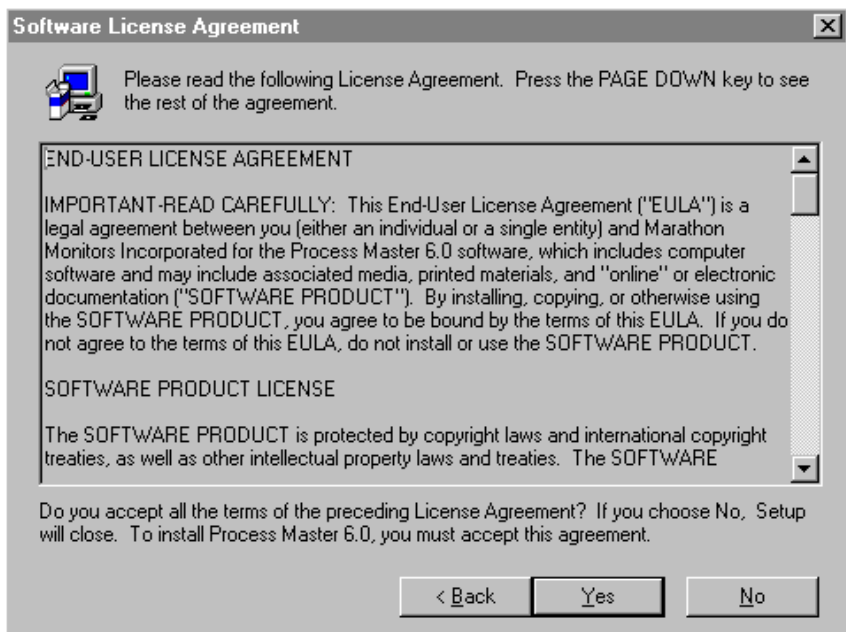 Software License Agreement
Please read the following License Agreement. Press the PAGE DOWN key to see
the rest of the agreement.
END-USER LICENSE AGREEMENT
IMPORTANT-READ CAREFULLY: This End-User License Agreement ("EULA") is a
legal agreement between you (either an individual or a single entity) and Marathon
Monitors Incorporated for the Process Master 6.0 software, which includes computer
software and may include associated media, printed materials, and "online" or electronic
documentation ("SOFTWARE PRODUCT"). By installing, copying, or otherwise using
the SOFTWARE PRODUCT, you agree to be bound by the terms of this EULA. If you do
not agree to the terms of this EULA, do not install or use the SOFTWARE PRODUCT.
SOFTWARE PRODUCT LICENSE
The SOFTWARE PRODUCT is protected by copyright laws and international copyright
treaties, as well as other intellectual property laws and treaties. The SOFTWARE
Do you accept all the terms of the preceding License Agreement? If you choose No, Setup
will close. To install Process Master 6.0, you must accept this agreement.
< Back
Yes
No